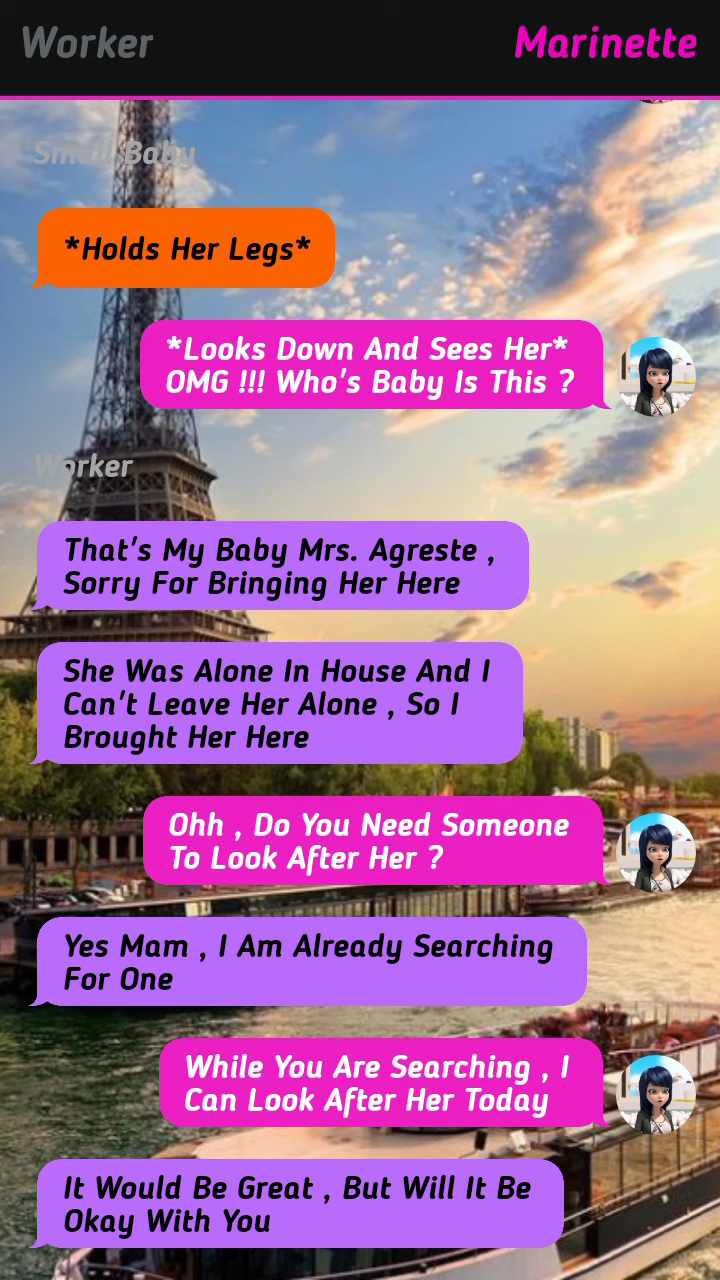 Worker
Marinette
Small Baby
*Holds Her Legs*
*Looks Down And Sees Her*
OMG !!! Who's Baby Is This ?
Worker
That's My Baby Mrs. Agreste ,
Sorry For Bringing Her Here
She Was Alone In House And I
Can't Leave Her Alone , So I
Brought Her Here
Ohh , Do You Need Someone
To Look After Her ?
Yes Mam , I Am Already Searching
For One
While You Are Searching , I
Can Look After Her Today
It Would Be Great , But Will It Be
Okay With You